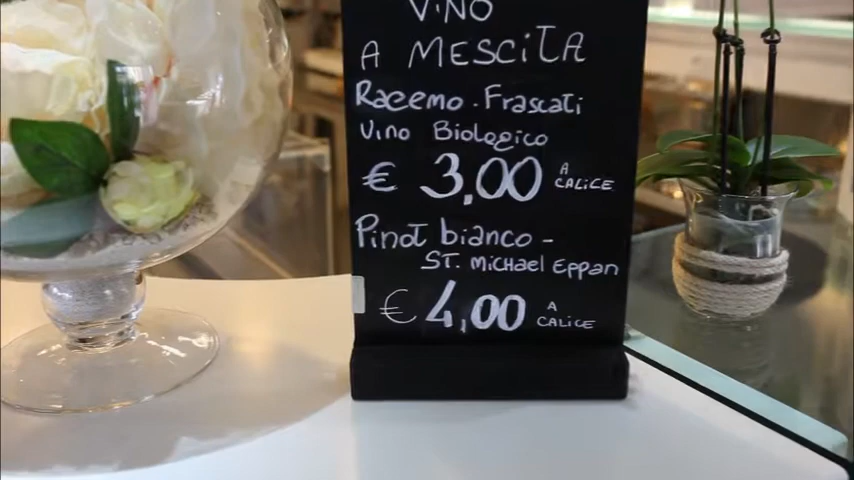 VINO
A MESCITA
Racemo . Frascati
Vino Biologico
€ 3,00 A CALICE
Pinot bianco -
ST. Michael Eppan
€ 4,00 A CALICE